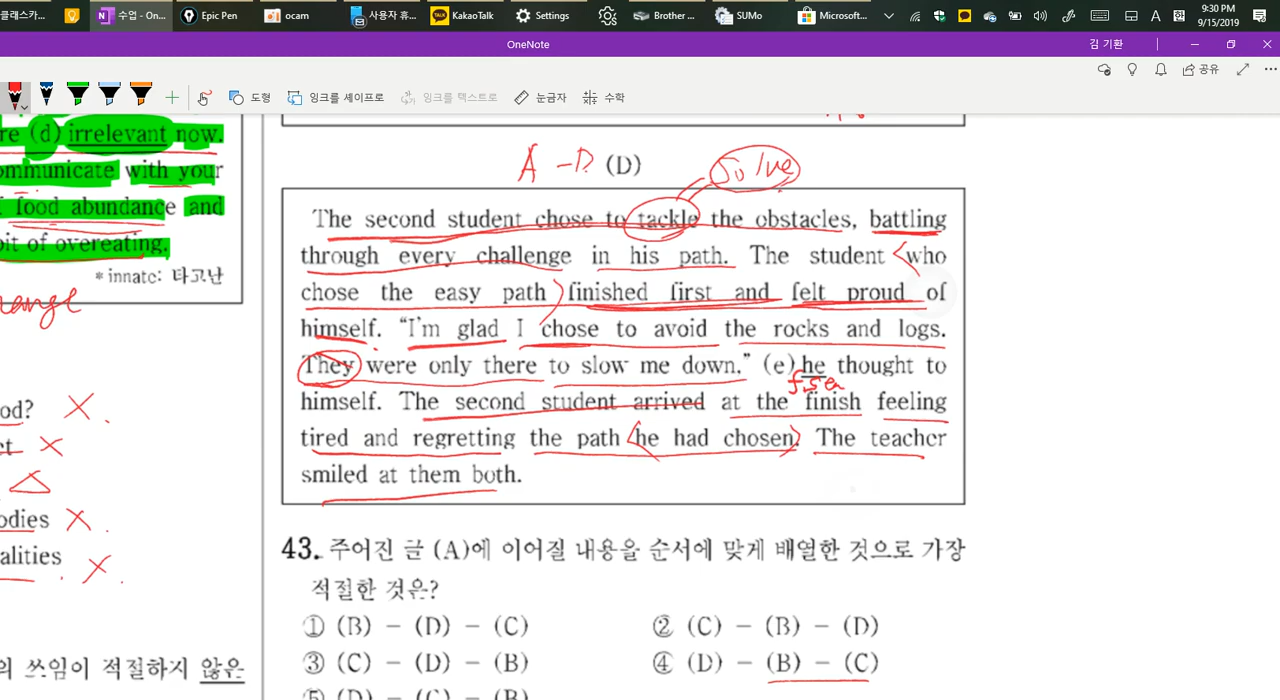 클래스카...
수업 - On...
Epic Pen
ocam
사용자 휴...
KakaoTalk
Settings
Brother ...
SUMo
Microsoft...
A
9:30 PM
9/15/2019
OneNote
김 기환
공유
도형
잉크를 셰이프로
잉크를 텍스트로
눈금자
수학
re (d) irrelevant now.
ommunicate with your
food abundance and
bit of overeating.
* innate: 타고난
ange
od?
ct
odies
alities
의 쓰임이 적절하지 않은
A - D (D)
solve
The second student chose to tackle the obstacles, battling
through every challenge in his path. The student who
chose the easy path finished first and felt proud of
himself. “I’m glad I chose to avoid the rocks and logs.
They were only there to slow me down.” (e) he thought to
himself. The second student arrived at the finish feeling
tired and regretting the path he had chosen. The teacher
smiled at them both.
43. 주어진 글 (A)에 이어질 내용을 순서에 맞게 배열한 것으로 가장
적절한 것은?
① (B) － (D) － (C)
② (C) － (B) － (D)
③ (C) － (D) － (B)
④ (D) － (B) － (C)
⑤ (D) － (C) － (B)